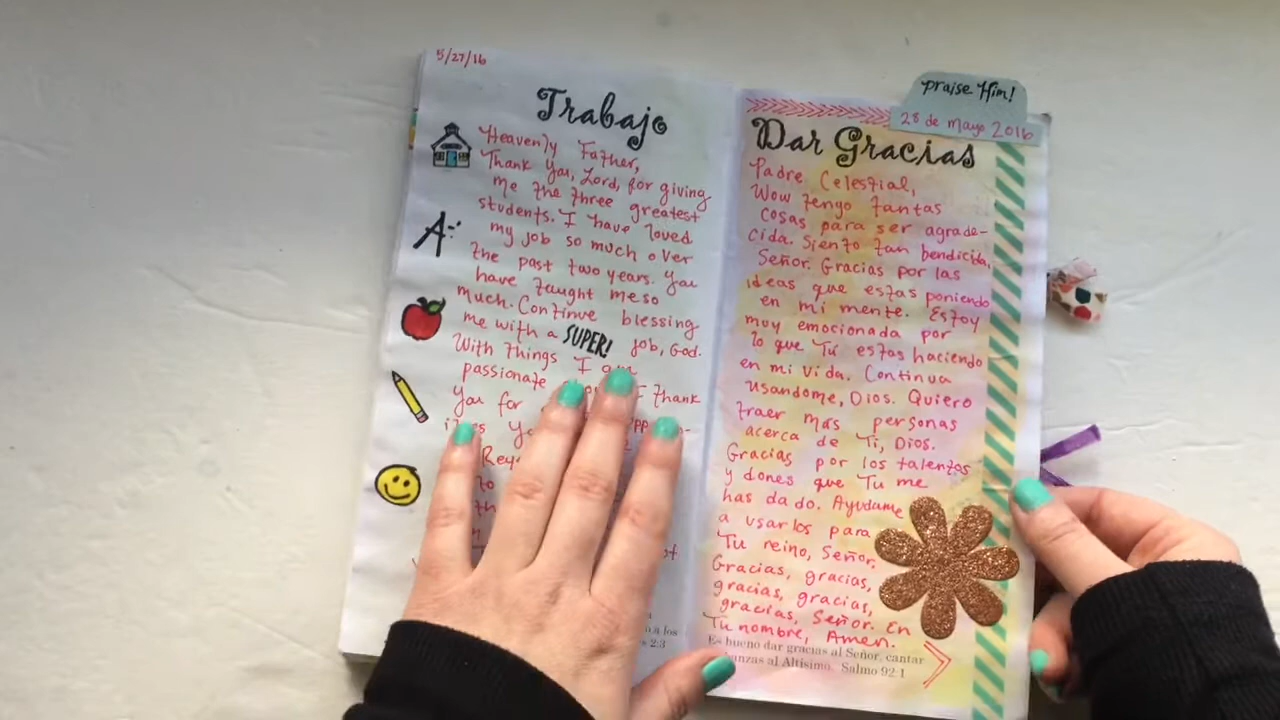 5/27/16
Trabajo
Heavenly Father,
Thank You, Lord, for giving
me the three greatest
students. I have loved
my job so much over
the past two years. You
have taught me so
much. Continue blessing
me with a SUPER! job, God.
With things I am
passionate I thank
You for
A+
praise Him!
28 de mayo 2016
Dar Gracias
Padre Celestial,
Wow tengo tantas
cosas para ser agrade-
cida. Siento tan bendicida,
Señor. Gracias por las
ideas que estas poniendo
en mi mente. Estoy
muy emocionada por
lo que Tú estas haciendo
en mi vida. Continua
usandome, Dios. Quiero
traer más personas
acerca de Ti, Dios.
Gracias por los talentos
y dones que Tu me
has dado. Ayudame
a usarlos para
Tu reino, Señor.
Gracias, gracias,
gracias, gracias,
gracias, Señor. En
Tu nombre, Amen.
Es bueno dar gracias al Señor, cantar
al Altísimo. Salmo 92:1
a los
2:3